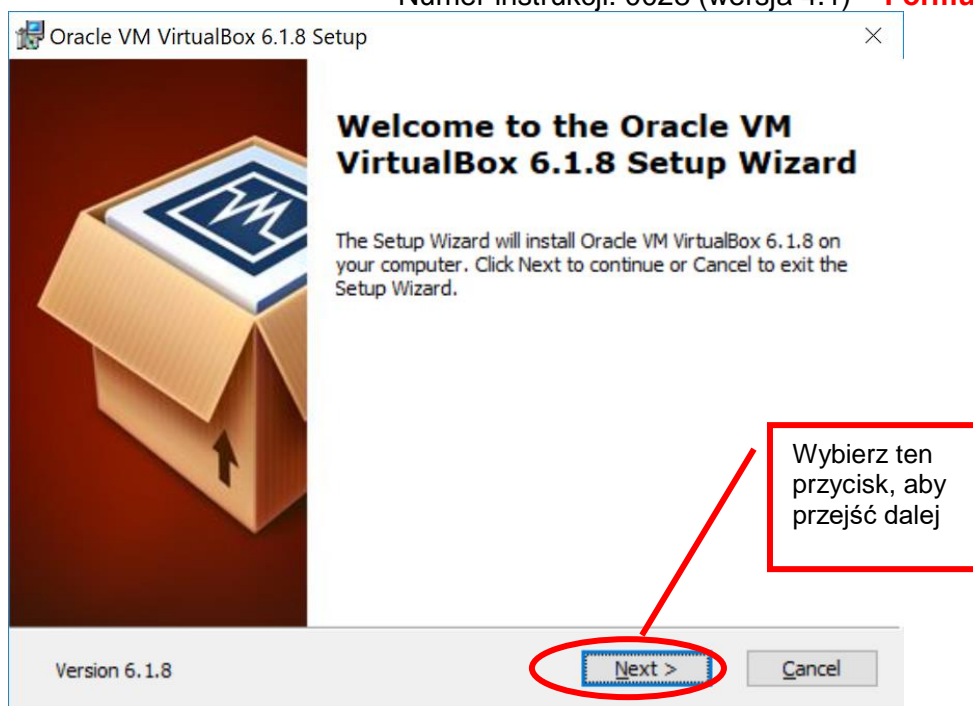 Oracle VM VirtualBox 6.1.8 Setup
Welcome to the Oracle VM
VirtualBox 6.1.8 Setup Wizard
The Setup Wizard will install Oracle VM VirtualBox 6.1.8 on
your computer. Click Next to continue or Cancel to exit the
Setup Wizard.
Wybierz ten
przycisk, aby
przejść dalej
Version 6.1.8
Next >
Cancel